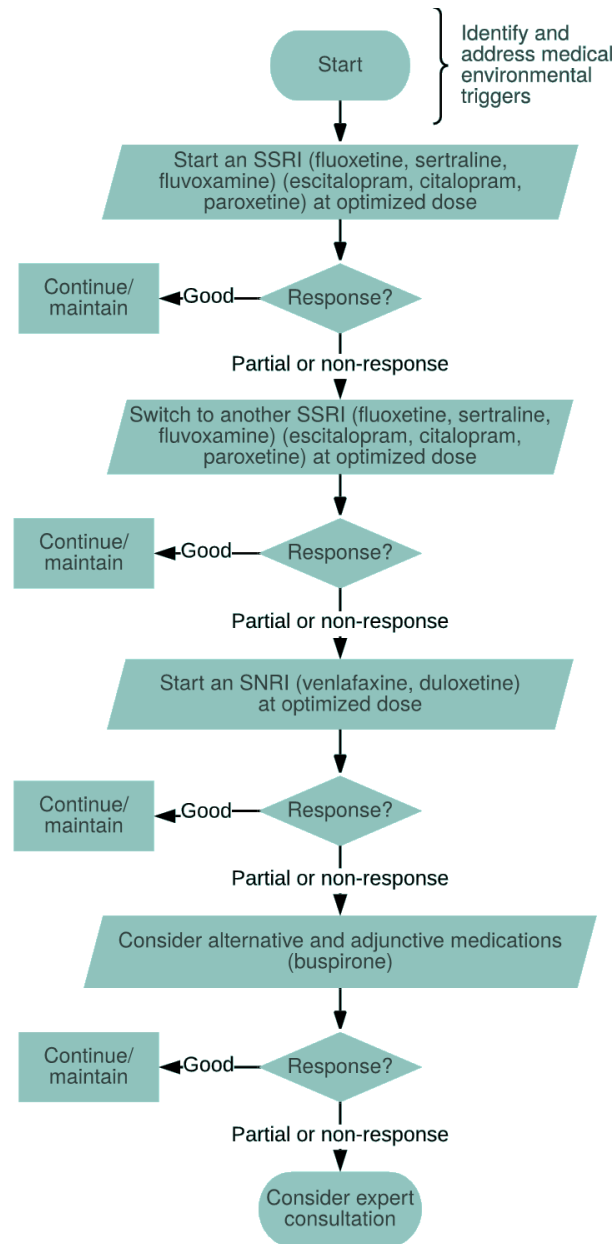 Start
Identify and
address medical
environmental
triggers
Start an SSRI (fluoxetine, sertraline,
fluvoxamine) (escitalopram, citalopram,
paroxetine) at optimized dose
Continue/
maintain
Good
Response?
Partial or non-response
Switch to another SSRI (fluoxetine, sertraline,
fluvoxamine) (escitalopram, citalopram,
paroxetine) at optimized dose
Continue/
maintain
Good
Response?
Partial or non-response
Start an SNRI (venlafaxine, duloxetine)
at optimized dose
Continue/
maintain
Good
Response?
Partial or non-response
Consider alternative and adjunctive medications
(buspirone)
Continue/
maintain
Good
Response?
Partial or non-response
Consider expert
consultation